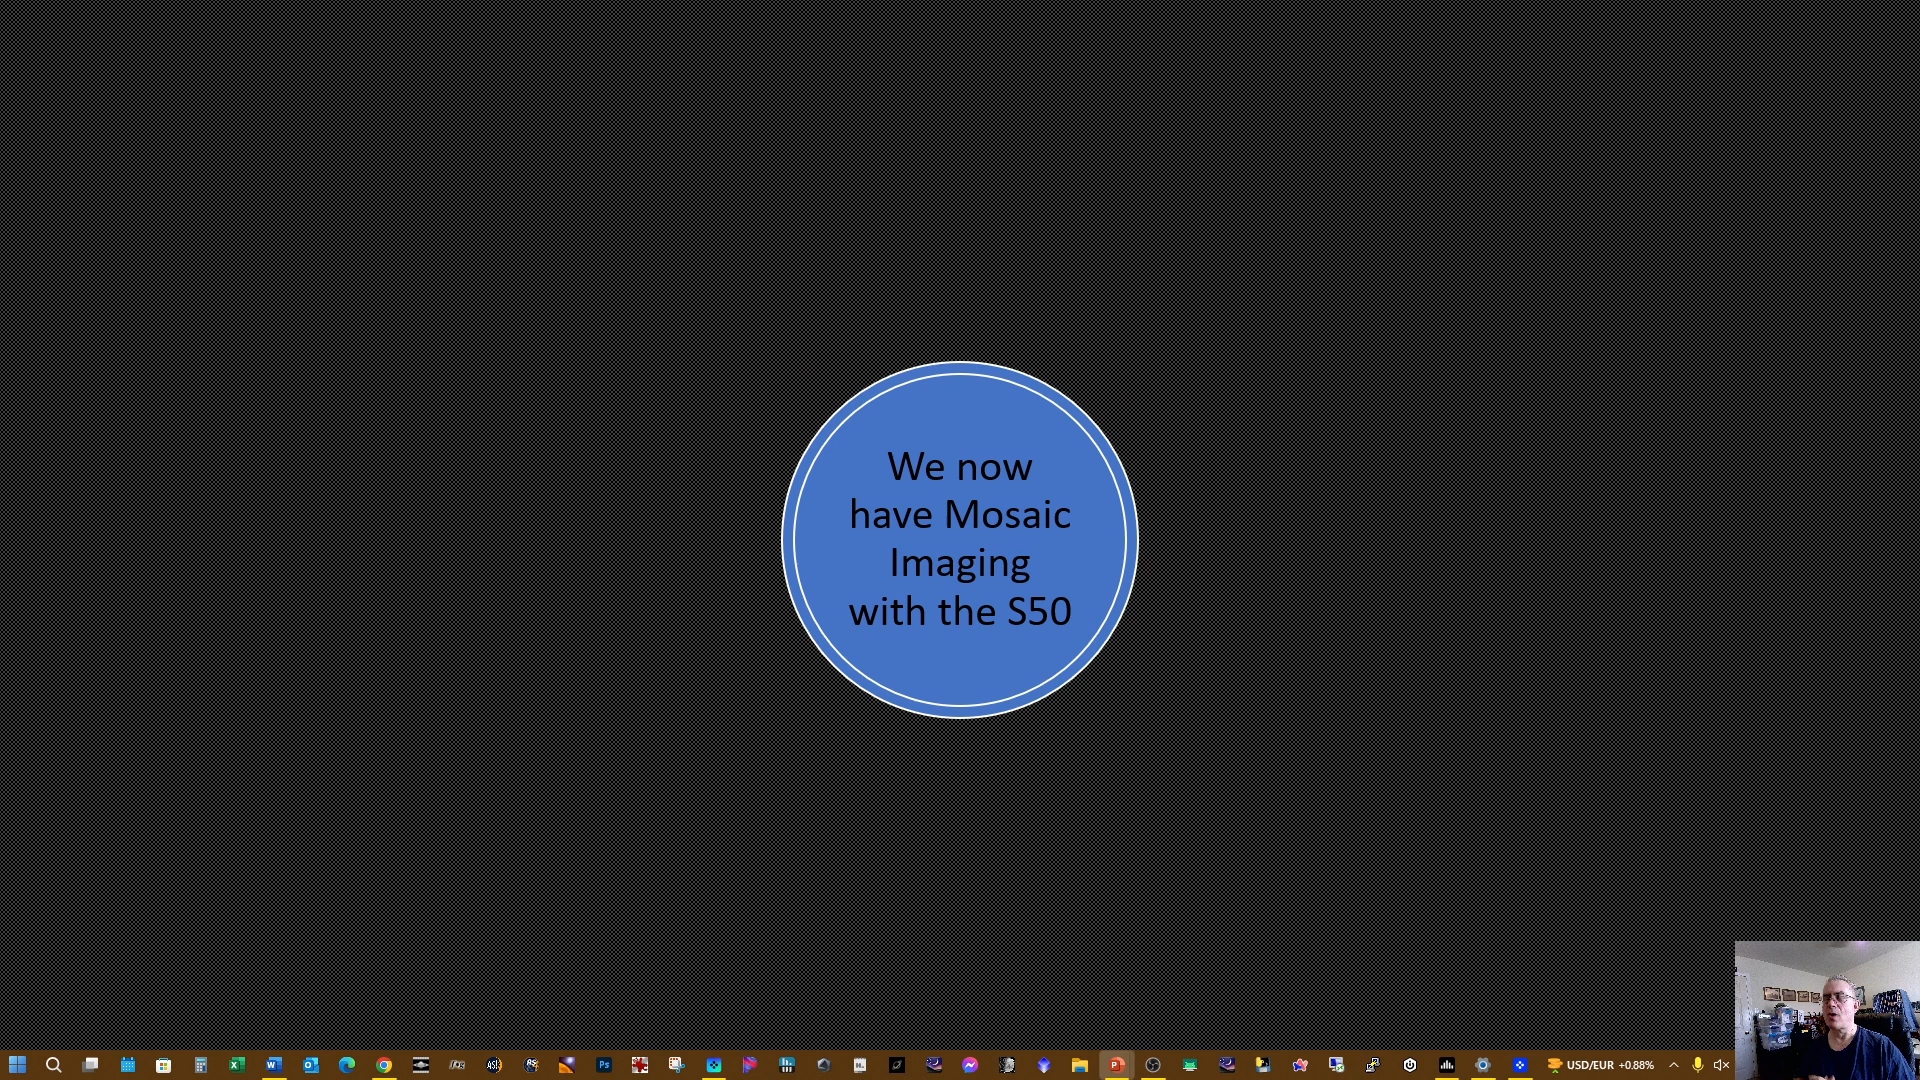 We now
have Mosaic
Imaging
with the S50
USD/EUR +0.88%